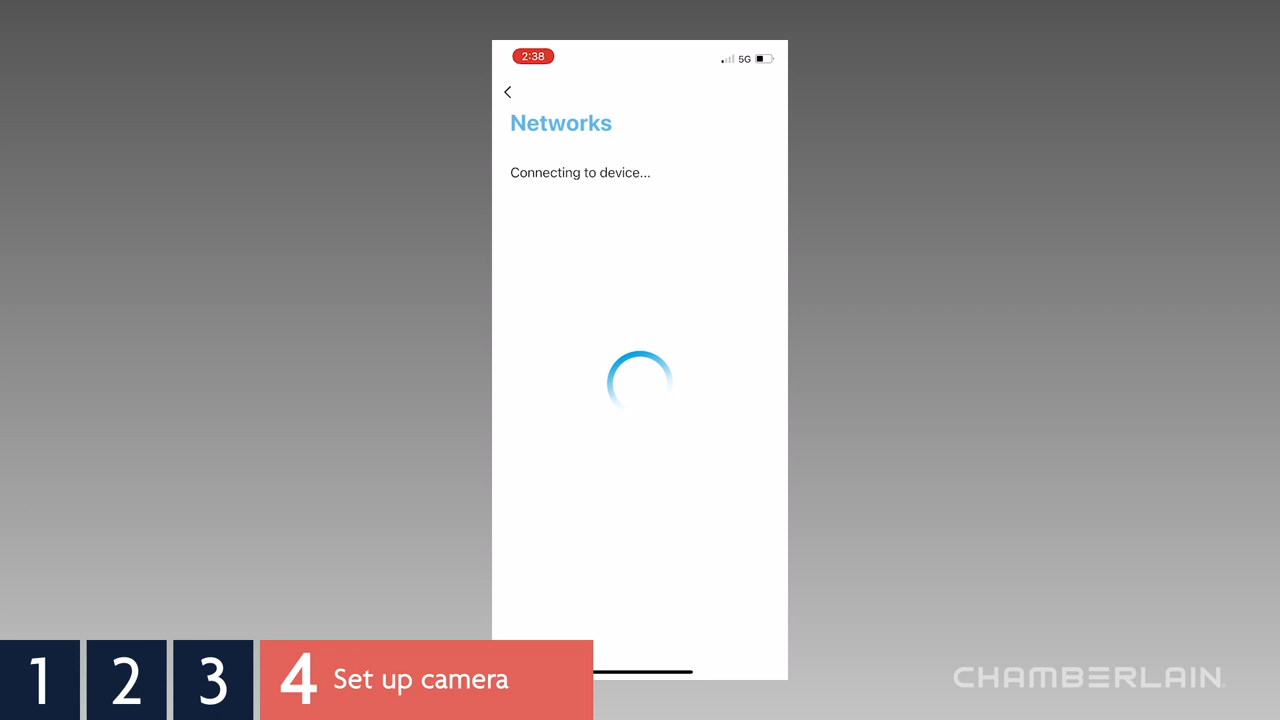 2:38
5G
Networks
Connecting to device...
1 2 3 4 Set up camera
CHAMBERLAIN